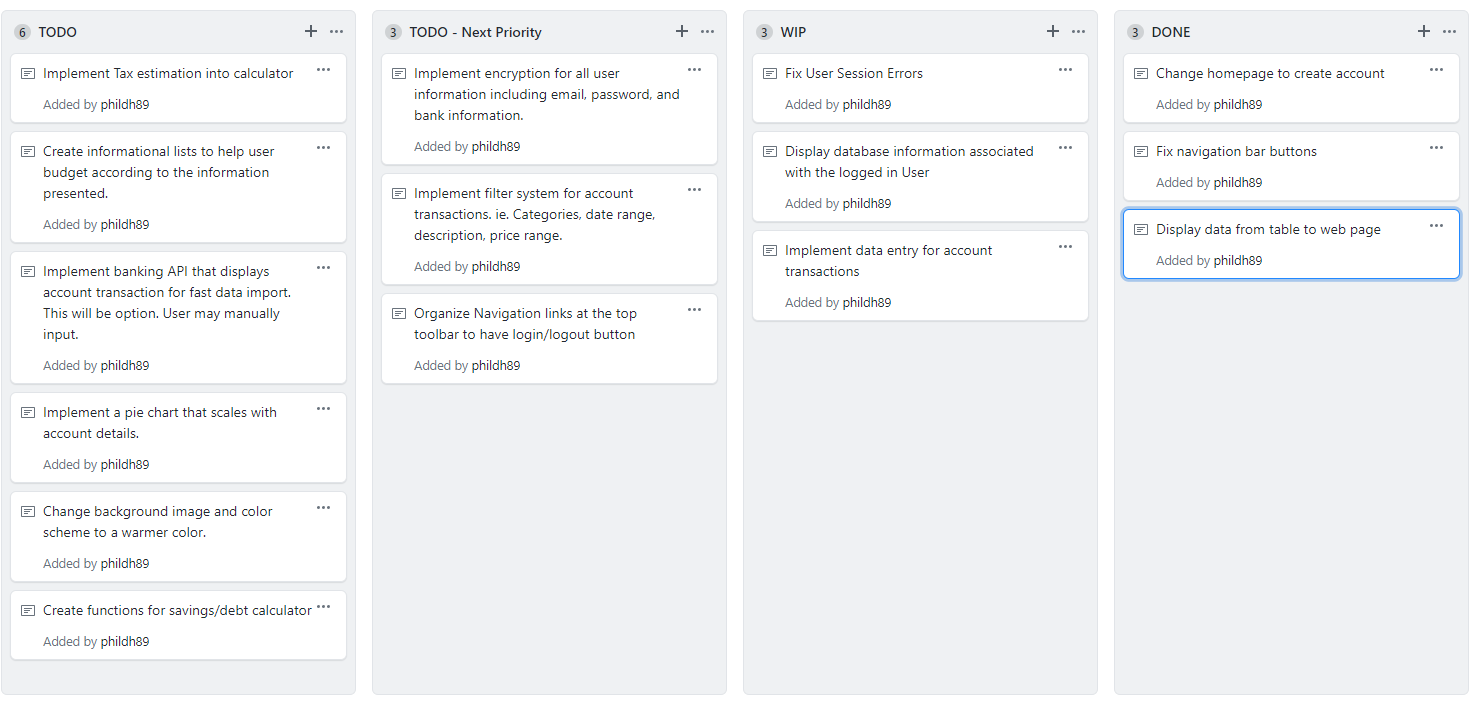 6 TODO
Implement Tax estimation into calculator
Added by phildh89
Create informational lists to help user
budget according to the information
presented.
Added by phildh89
Implement banking API that displays
account transaction for fast data import.
This will be option. User may manually
input.
Added by phildh89
Implement a pie chart that scales with
account details.
Added by phildh89
Change background image and color
scheme to a warmer color.
Added by phildh89
Create functions for savings/debt calculator
Added by phildh89
3 TODO - Next Priority
Implement encryption for all user
information including email, password, and
bank information.
Added by phildh89
Implement filter system for account
transactions. ie. Categories, date range,
description, price range.
Added by phildh89
Organize Navigation links at the top
toolbar to have login/logout button
Added by phildh89
3 WIP
Fix User Session Errors
Added by phildh89
Display database information associated
with the logged in User
Added by phildh89
Implement data entry for account
transactions
Added by phildh89
3 DONE
Change homepage to create account
Added by phildh89
Fix navigation bar buttons
Added by phildh89
Display data from table to web page
Added by phildh89